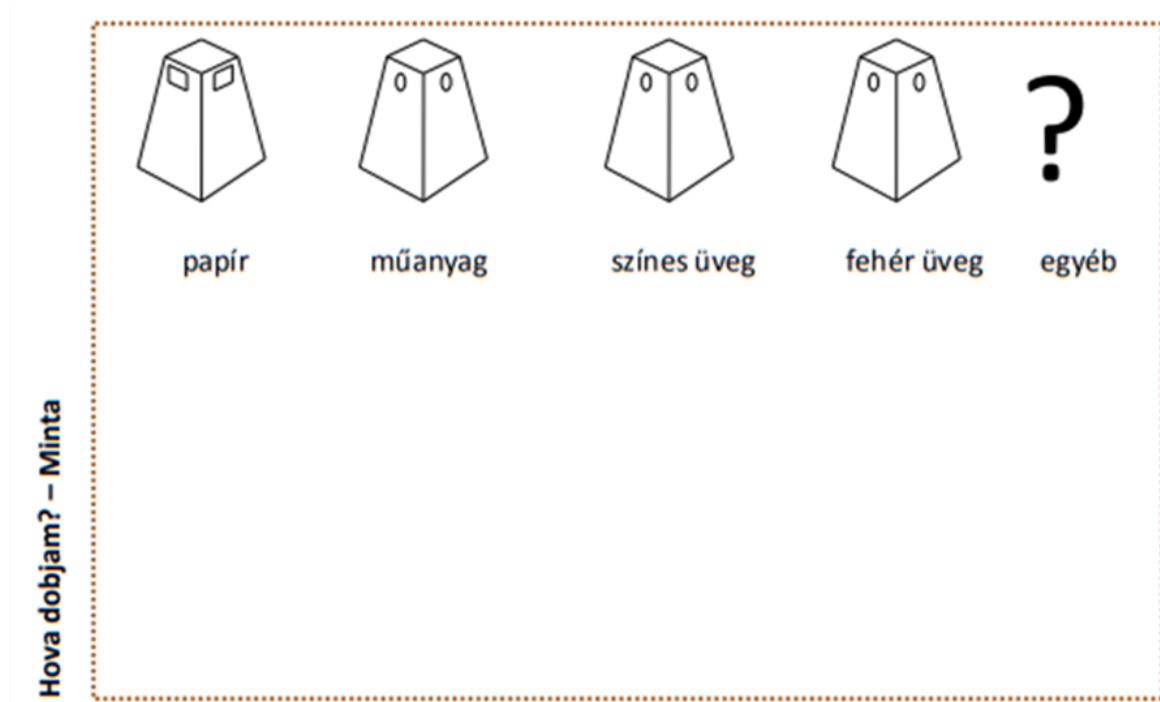 ?
papír műanyag színes üveg fehér üveg egyéb
Hova dobjam? – Minta